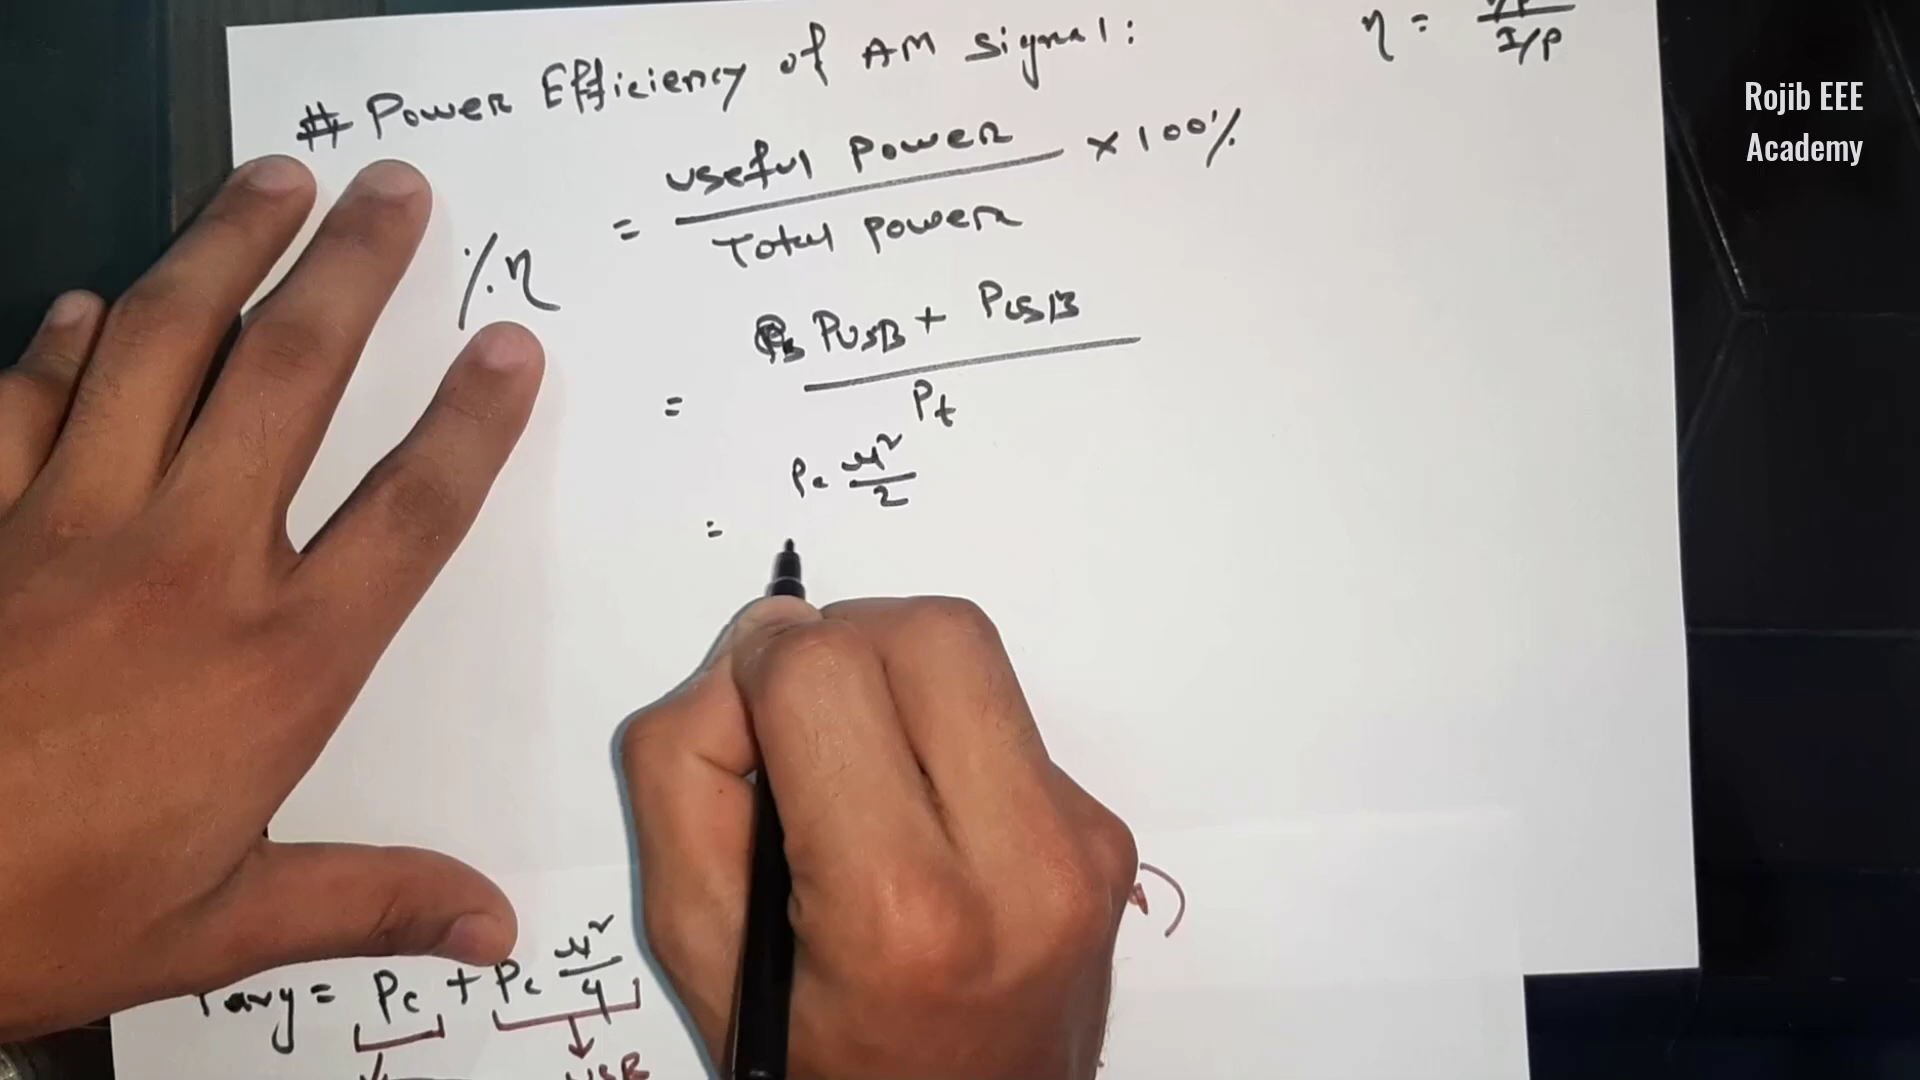 # Power Efficiency of AM signal:
η = I/P
Rojib EEE
Academy
%η = useful power / Total power × 100%
= PUSB + PLSB / Pt
= Pc μ²/2
Pavg = Pc + Pc μ²/4
USB